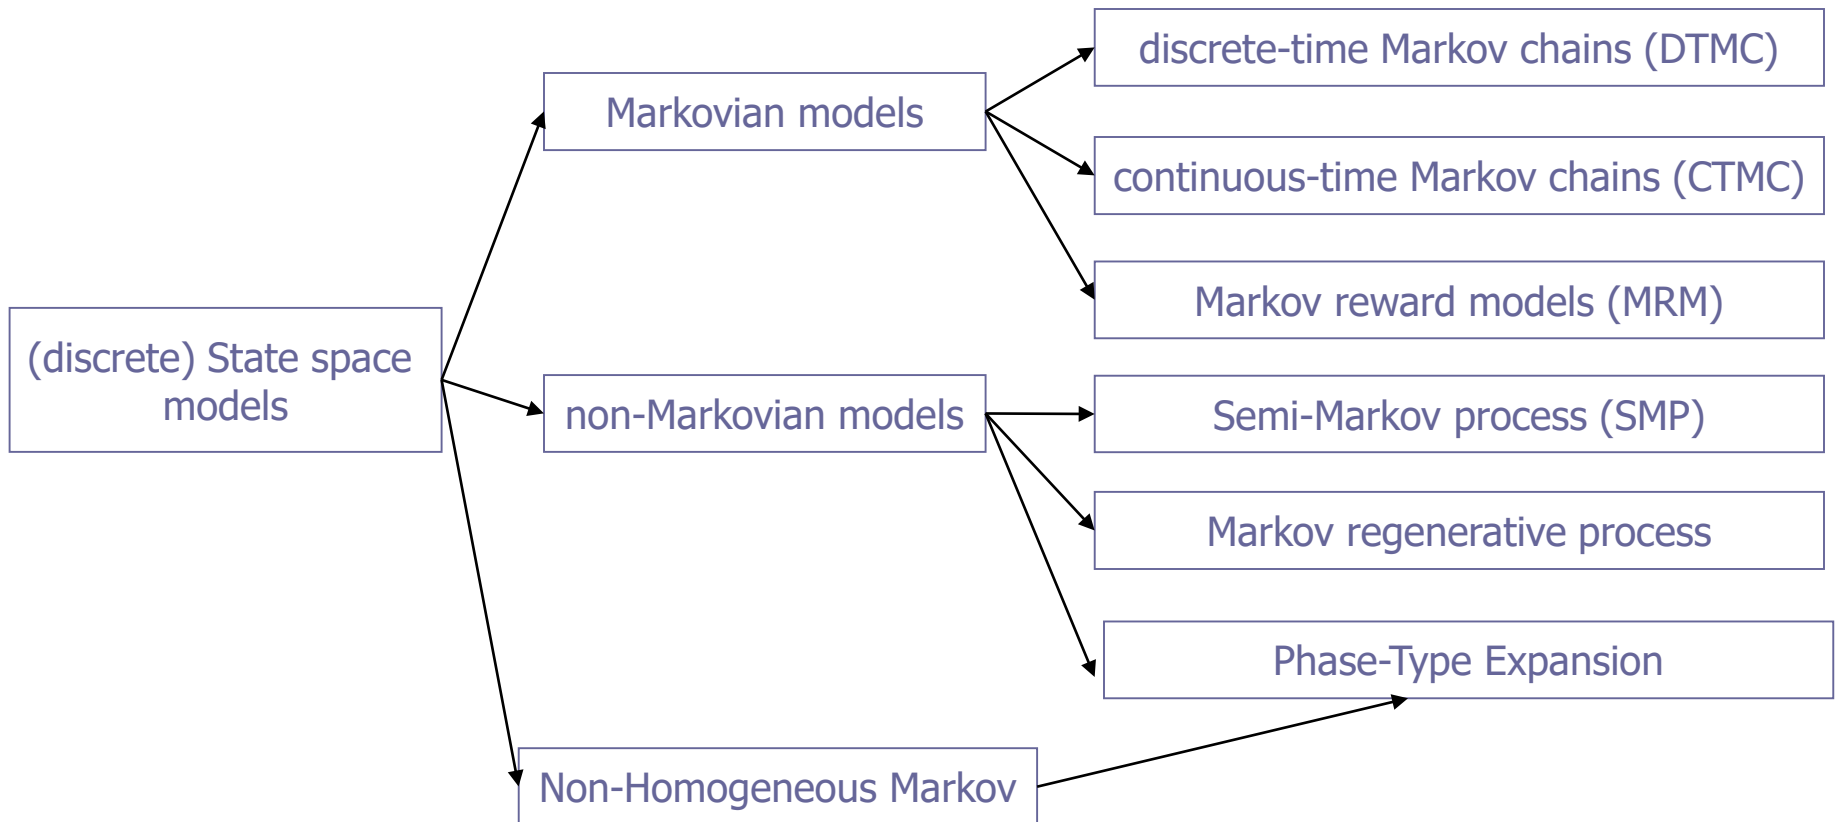 discrete-time Markov chains (DTMC)
Markovian models
continuous-time Markov chains (CTMC)
Markov reward models (MRM)
(discrete) State space
models
non-Markovian models
Semi-Markov process (SMP)
Markov regenerative process
Phase-Type Expansion
Non-Homogeneous Markov